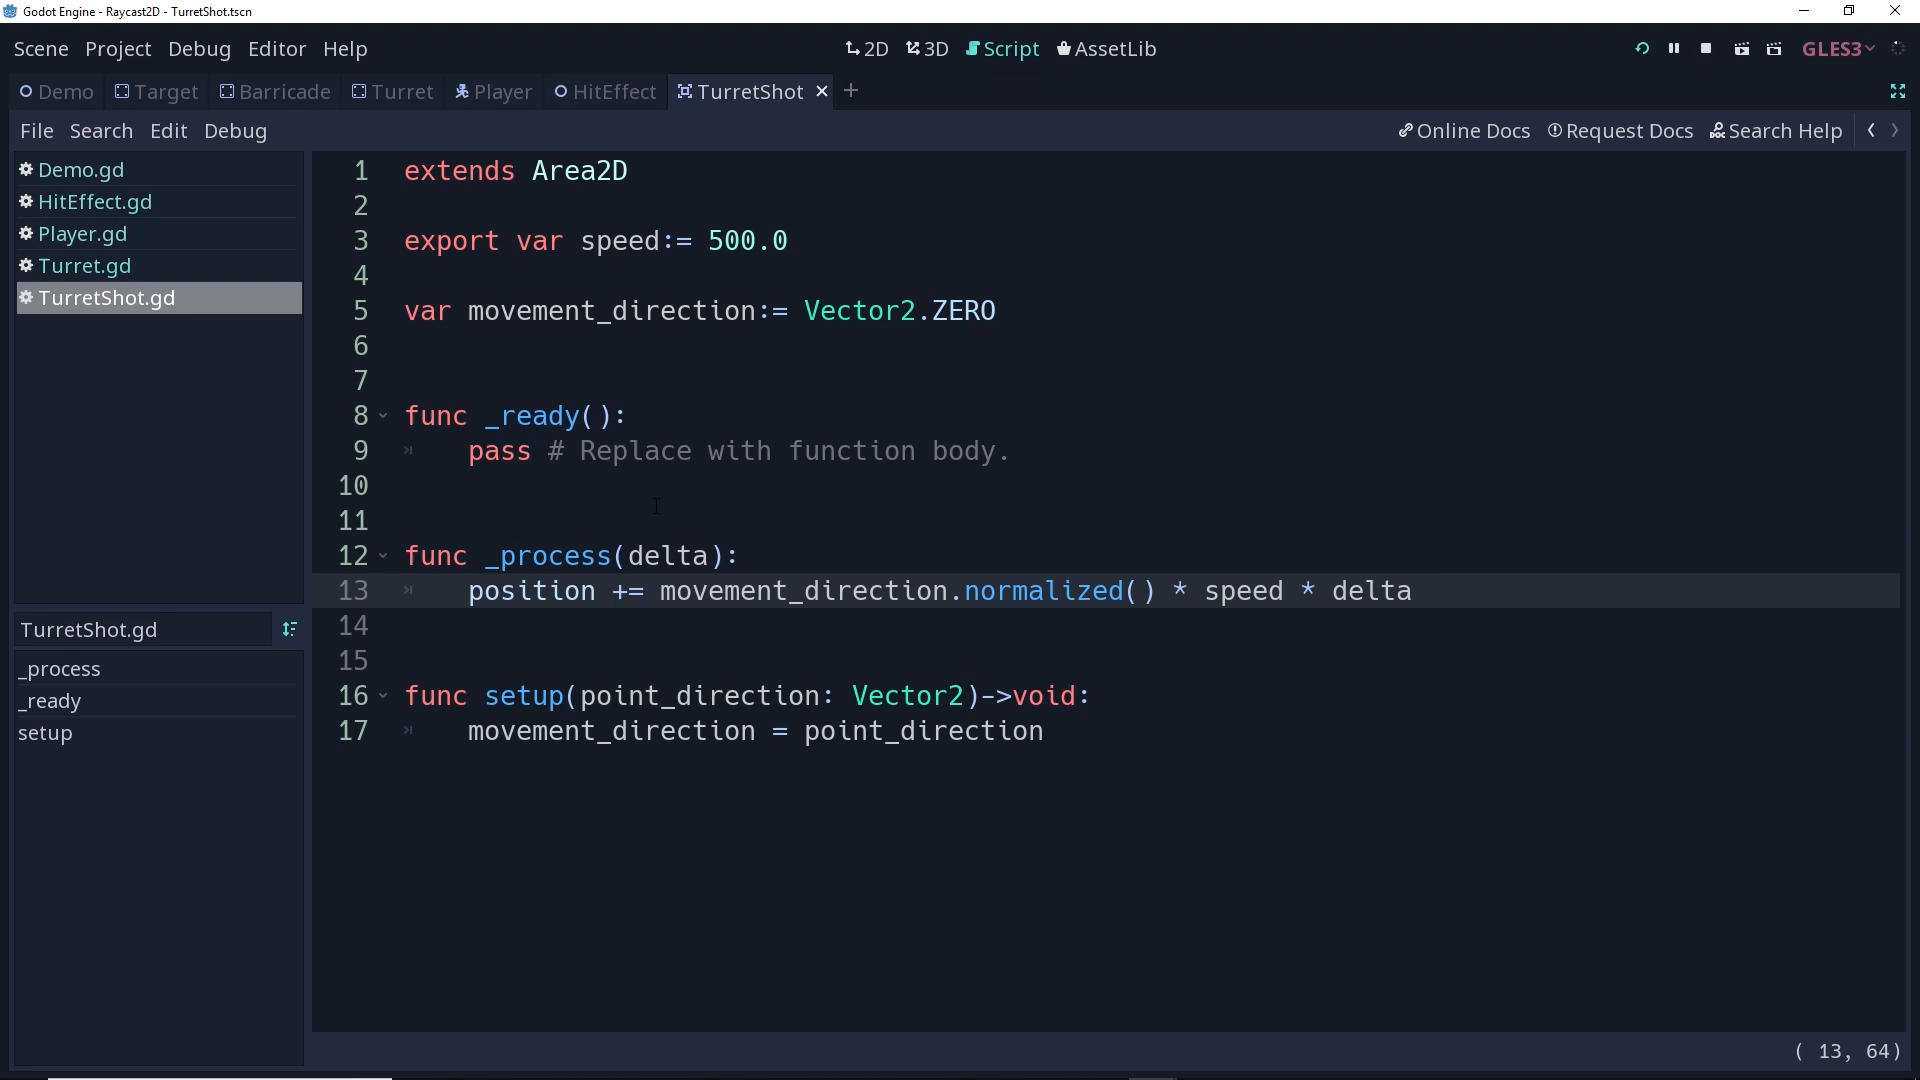 Godot Engine - Raycast2D - TurretShot.tscn
Scene Project Debug Editor Help 2D 3D Script AssetLib GLES3
Demo Target Barricade Turret Player HitEffect TurretShot
File Search Edit Debug Online Docs Request Docs Search Help
Demo.gd
HitEffect.gd
Player.gd
Turret.gd
TurretShot.gd
TurretShot.gd
_process
_ready
setup
1 extends Area2D
2
3 export var speed:= 500.0
4
5 var movement_direction:= Vector2.ZERO
6
7
8 func _ready():
9 pass # Replace with function body.
10
11
12 func _process(delta):
13 position += movement_direction.normalized() * speed * delta
14
15
16 func setup(point_direction: Vector2)->void:
17 movement_direction = point_direction
( 13, 64)